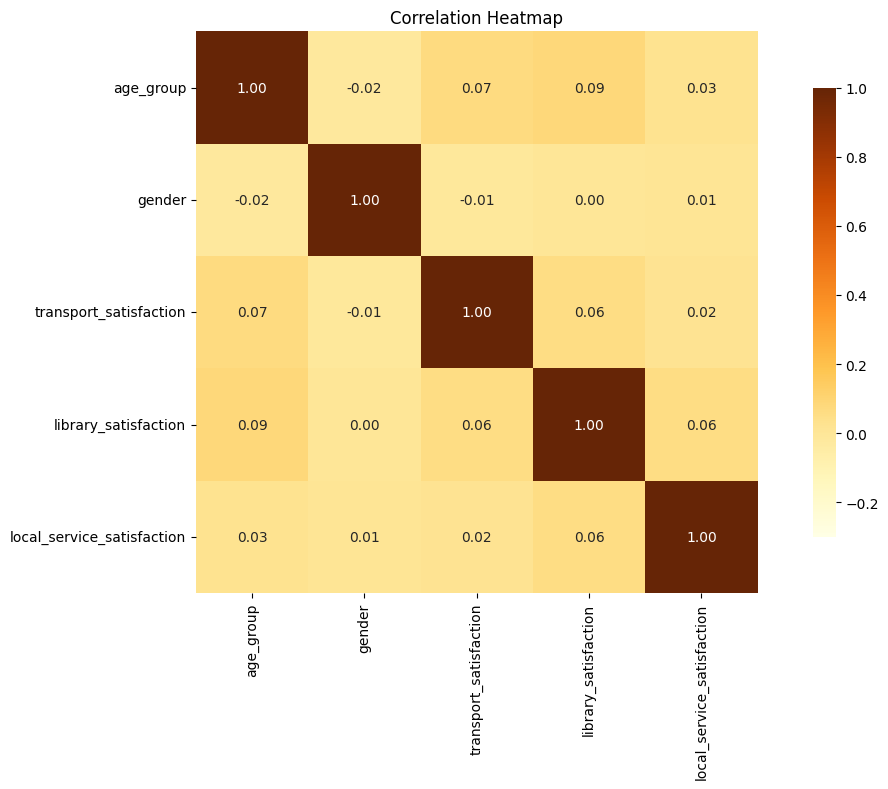 Correlation Heatmap
age_group
1.00 -0.02 0.07 0.09 0.03
gender
-0.02 1.00 -0.01 0.00 0.01
transport_satisfaction
0.07 -0.01 1.00 0.06 0.02
library_satisfaction
0.09 0.00 0.06 1.00 0.06
local_service_satisfaction
0.03 0.01 0.02 0.06 1.00
age_group
gender
transport_satisfaction
library_satisfaction
local_service_satisfaction
1.0
0.8
0.6
0.4
0.2
0.0
−0.2